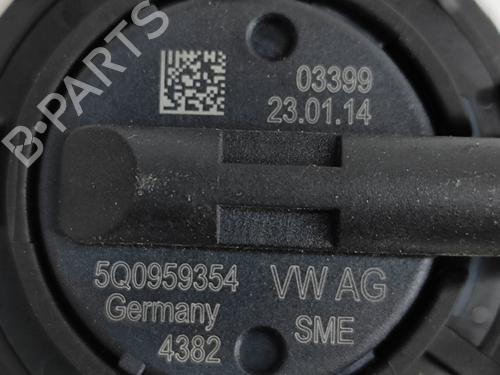 B-PARTS
03399
23.01.14
5Q0959354 VW AG
Germany SME
4382